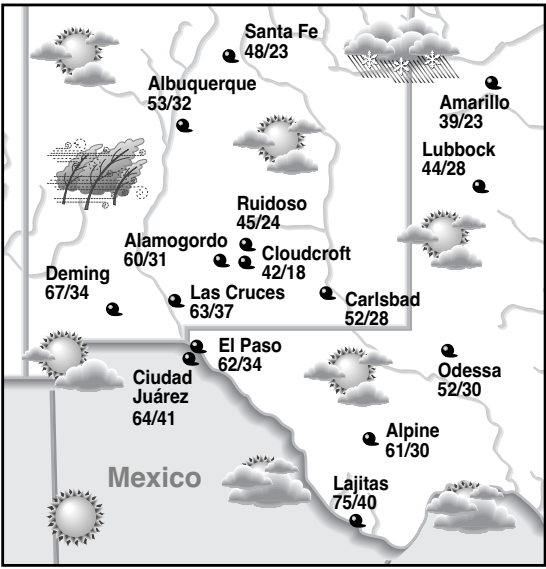 Santa Fe
48/23
Albuquerque
53/32
Amarillo
39/23
Lubbock
44/28
Ruidoso
45/24
Alamogordo
60/31
Cloudcroft
42/18
Deming
67/34
Las Cruces
63/37
Carlsbad
52/28
El Paso
62/34
Ciudad
Juárez
64/41
Odessa
52/30
Alpine
61/30
Mexico
Lajitas
75/40